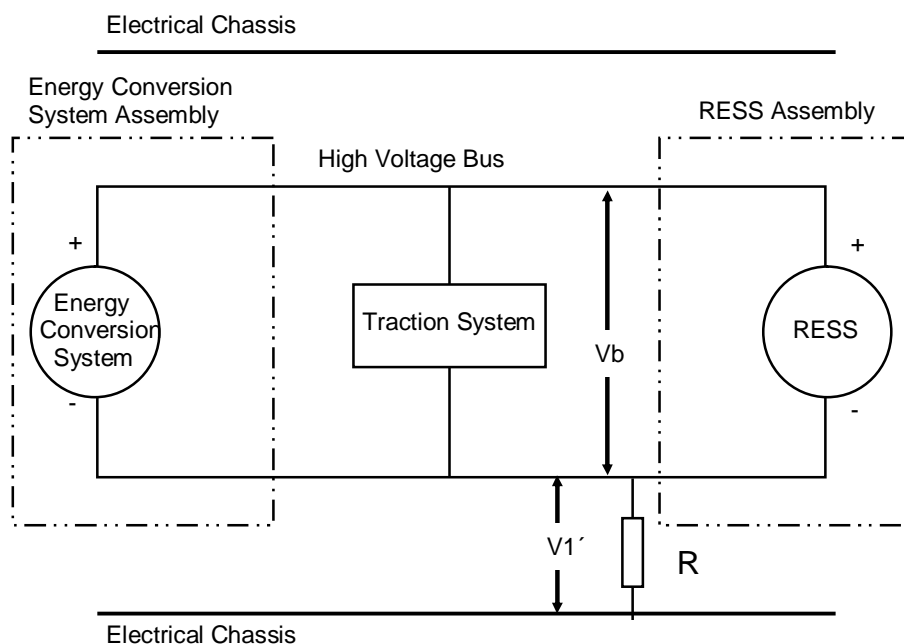 Electrical Chassis
Energy Conversion
System Assembly
RESS Assembly
High Voltage Bus
+
+
Energy
Conversion
System
Traction System
Vb
RESS
-
-
V1´
R
Electrical Chassis